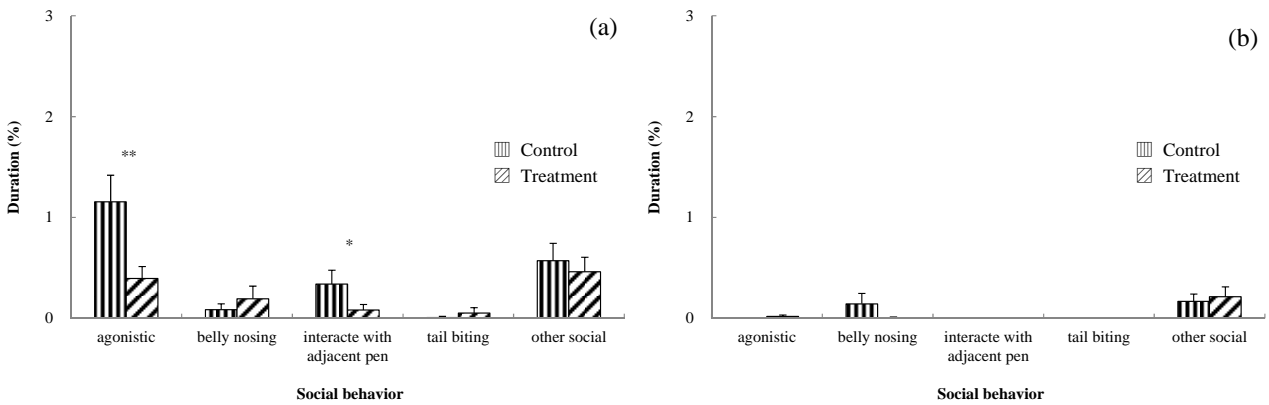 (a)
3
2
1
0
Duration (%)
**
*
Control
Treatment
agonistic
belly nosing
interacte with
adjacent pen
tail biting
other social
Social behavior
(b)
3
2
1
0
Duration (%)
Control
Treatment
agonistic
belly nosing
interacte with
adjacent pen
tail biting
other social
Social behavior